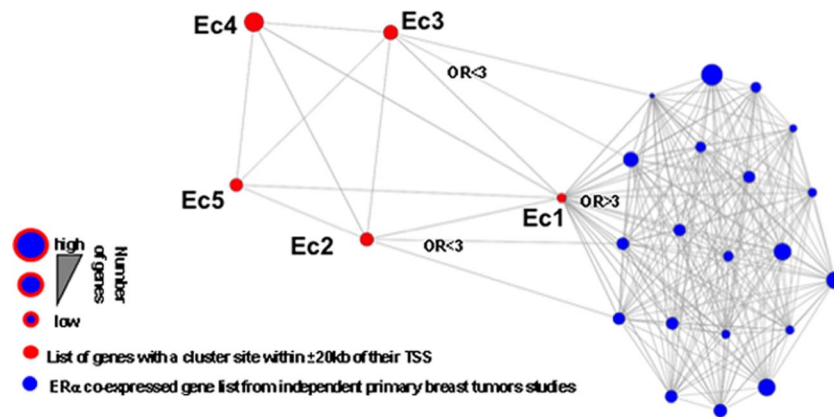 Ec4
Ec3
OR<3
Ec5
Ec1
OR>3
Ec2
OR<3
high
Number
of genes
low
List of genes with a cluster site within ±20kb of their TSS
ERα co-expressed gene list from independent primary breast tumors studies